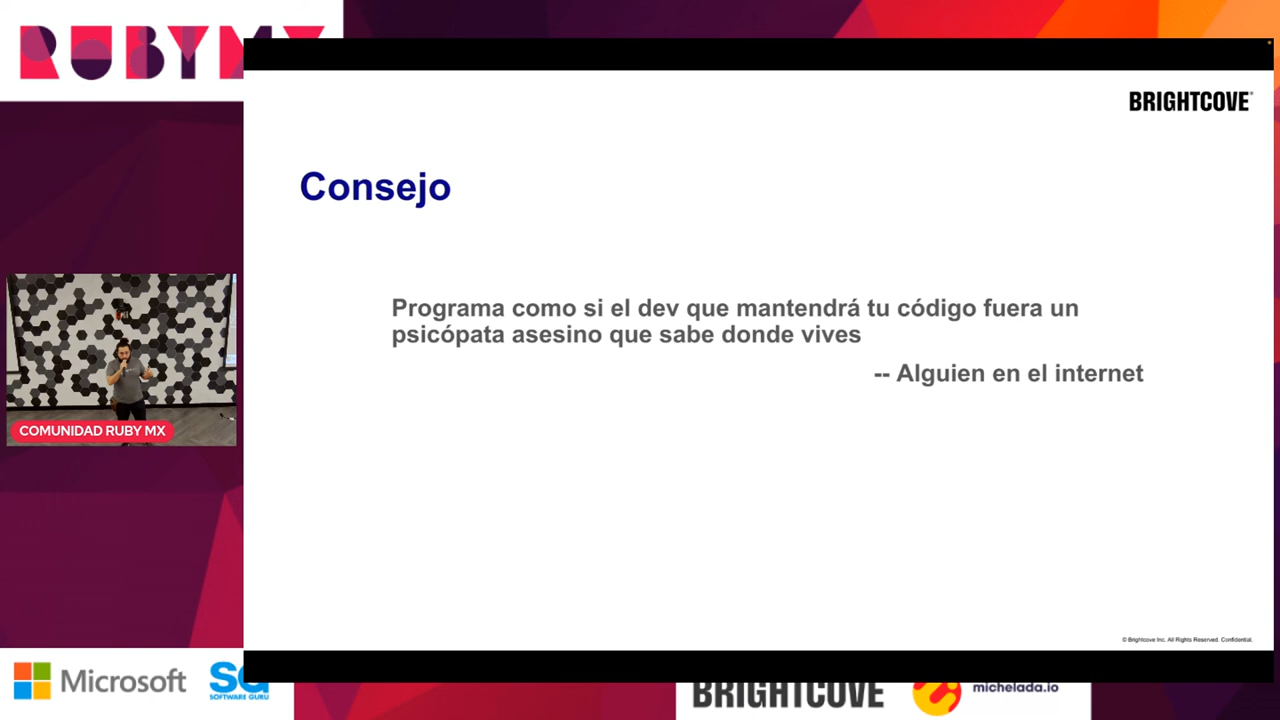 RUBYMX
BRIGHTCOVE
Consejo
Programa como si el dev que mantendrá tu código fuera un
psicópata asesino que sabe donde vives
-- Alguien en el internet
COMUNIDAD RUBY MX
© Brightcove Inc. All Rights Reserved. Confidential.
Microsoft
SG
SOFTWARE GURU
BRIGHTCOVE
michelada.io